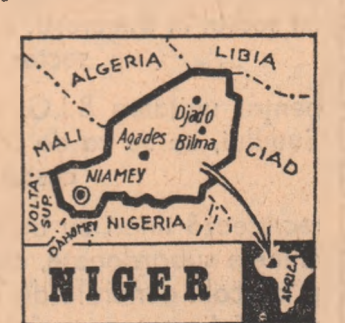 ALGERIA
LIBIA
MALI
Djado
Agades
Bilma
CIAD
NIAMEY
VOLTA-
SUP.
DAHOMEY
NIGERIA
NIGER
AFRICA